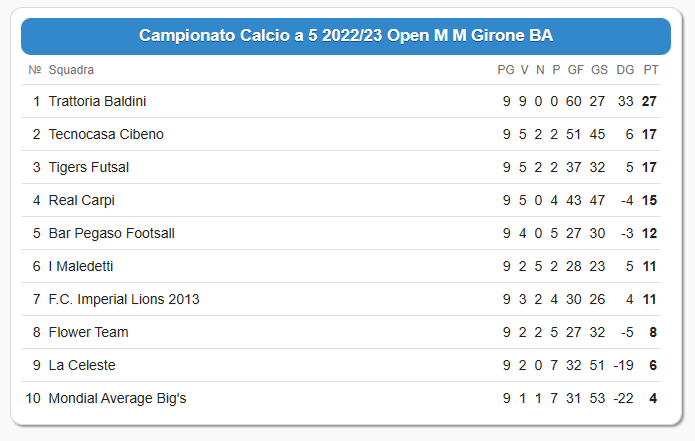 Campionato Calcio a 5 2022/23 Open M M Girone BA
№ Squadra PG V N P GF GS DG PT
1 Trattoria Baldini 9 9 0 0 60 27 33 27
2 Tecnocasa Cibeno 9 5 2 2 51 45 6 17
3 Tigers Futsal 9 5 2 2 37 32 5 17
4 Real Carpi 9 5 0 4 43 47 -4 15
5 Bar Pegaso Footsall 9 4 0 5 27 30 -3 12
6 I Maledetti 9 2 5 2 28 23 5 11
7 F.C. Imperial Lions 2013 9 3 2 4 30 26 4 11
8 Flower Team 9 2 2 5 27 32 -5 8
9 La Celeste 9 2 0 7 32 51 -19 6
10 Mondial Average Big's 9 1 1 7 31 53 -22 4